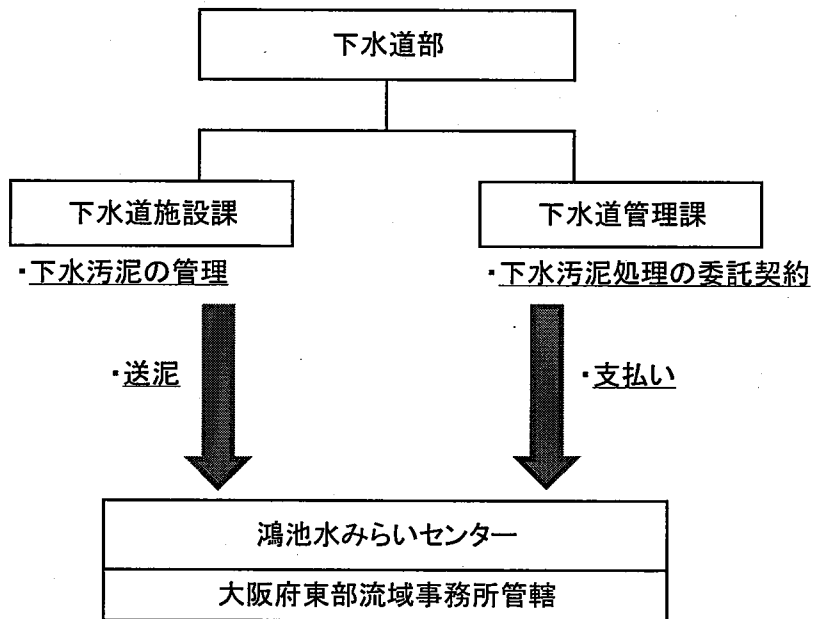 下水道部
下水道施設課
下水道管理課
・下水汚泥の管理
・下水汚泥処理の委託契約
・送泥
・支払い
鴻池水みらいセンター
大阪府東部流域事務所管轄